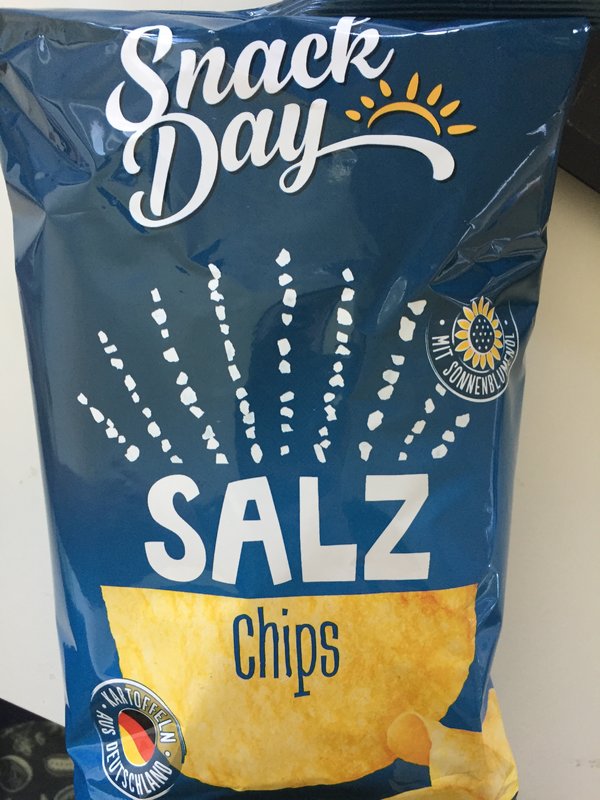 Snack
Day
MIT SONNENBLUMENÖL
SALZ
Chips
KARTOFFELN
AUS DEUTSCHLAND